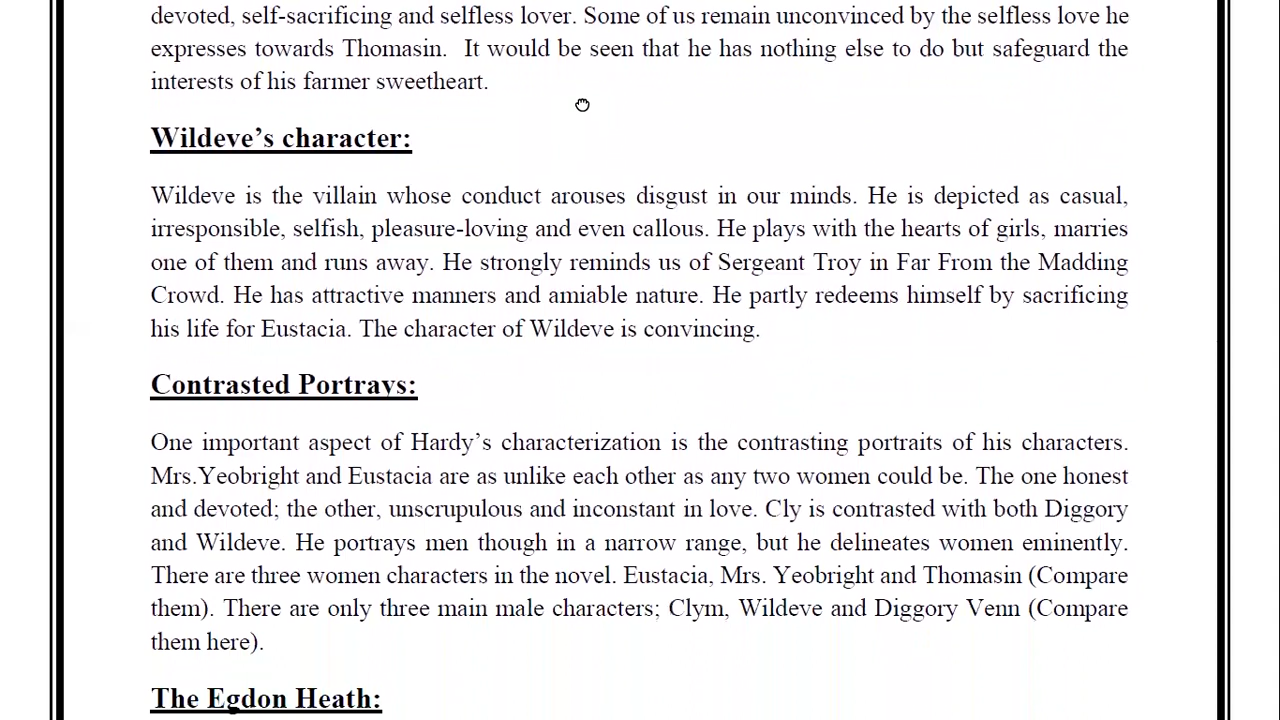 devoted, self-sacrificing and selfless lover. Some of us remain unconvinced by the selfless love he
expresses towards Thomasin.  It would be seen that he has nothing else to do but safeguard the
interests of his farmer sweetheart.
Wildeve’s character:
Wildeve is the villain whose conduct arouses disgust in our minds. He is depicted as casual,
irresponsible, selfish, pleasure-loving and even callous. He plays with the hearts of girls, marries
one of them and runs away. He strongly reminds us of Sergeant Troy in Far From the Madding
Crowd. He has attractive manners and amiable nature. He partly redeems himself by sacrificing
his life for Eustacia. The character of Wildeve is convincing.
Contrasted Portrays:
One important aspect of Hardy’s characterization is the contrasting portraits of his characters.
Mrs.Yeobright and Eustacia are as unlike each other as any two women could be. The one honest
and devoted; the other, unscrupulous and inconstant in love. Cly is contrasted with both Diggory
and Wildeve. He portrays men though in a narrow range, but he delineates women eminently.
There are three women characters in the novel. Eustacia, Mrs. Yeobright and Thomasin (Compare
them). There are only three main male characters; Clym, Wildeve and Diggory Venn (Compare
them here).
The Egdon Heath: